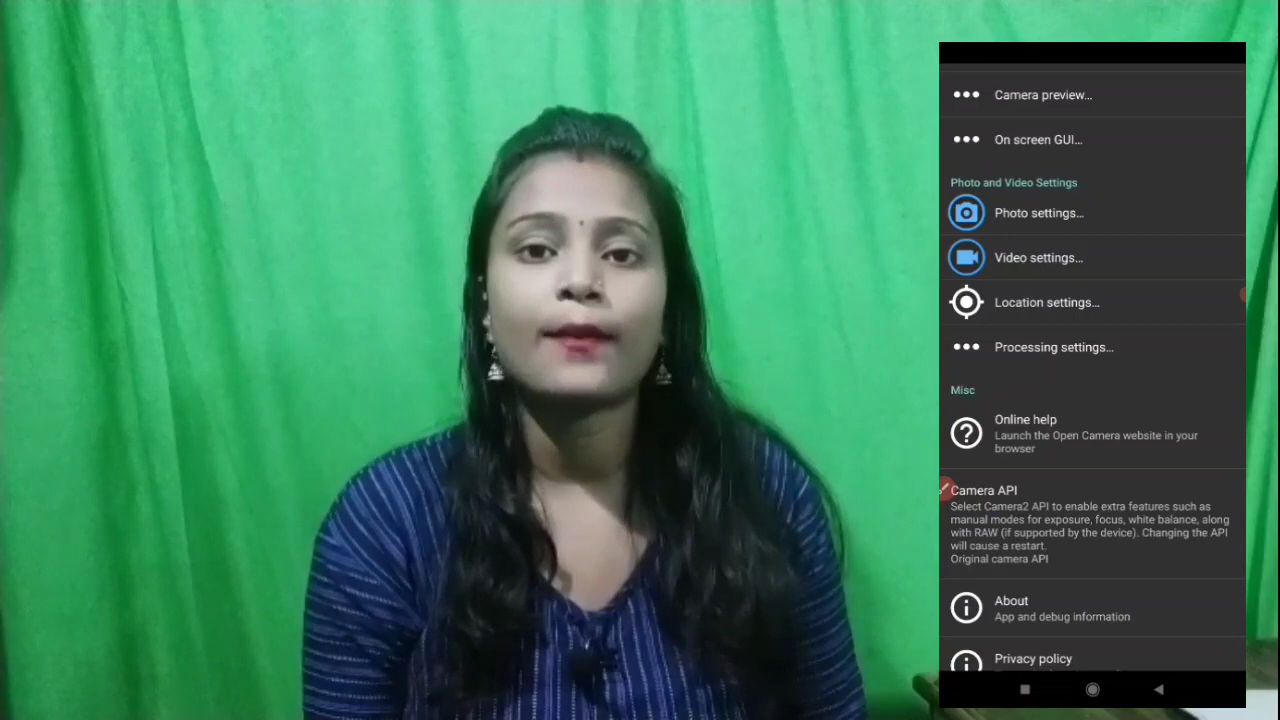 Camera preview...
On screen GUI...
Photo and Video Settings
Photo settings...
Video settings...
Location settings...
Processing settings...
Misc
Online help
Launch the Open Camera website in your
browser
Camera API
Select Camera2 API to enable extra features such as
manual modes for exposure, focus, white balance, along
with RAW (if supported by the device). Changing the API
will cause a restart.
Original camera API
About
App and debug information
Privacy policy